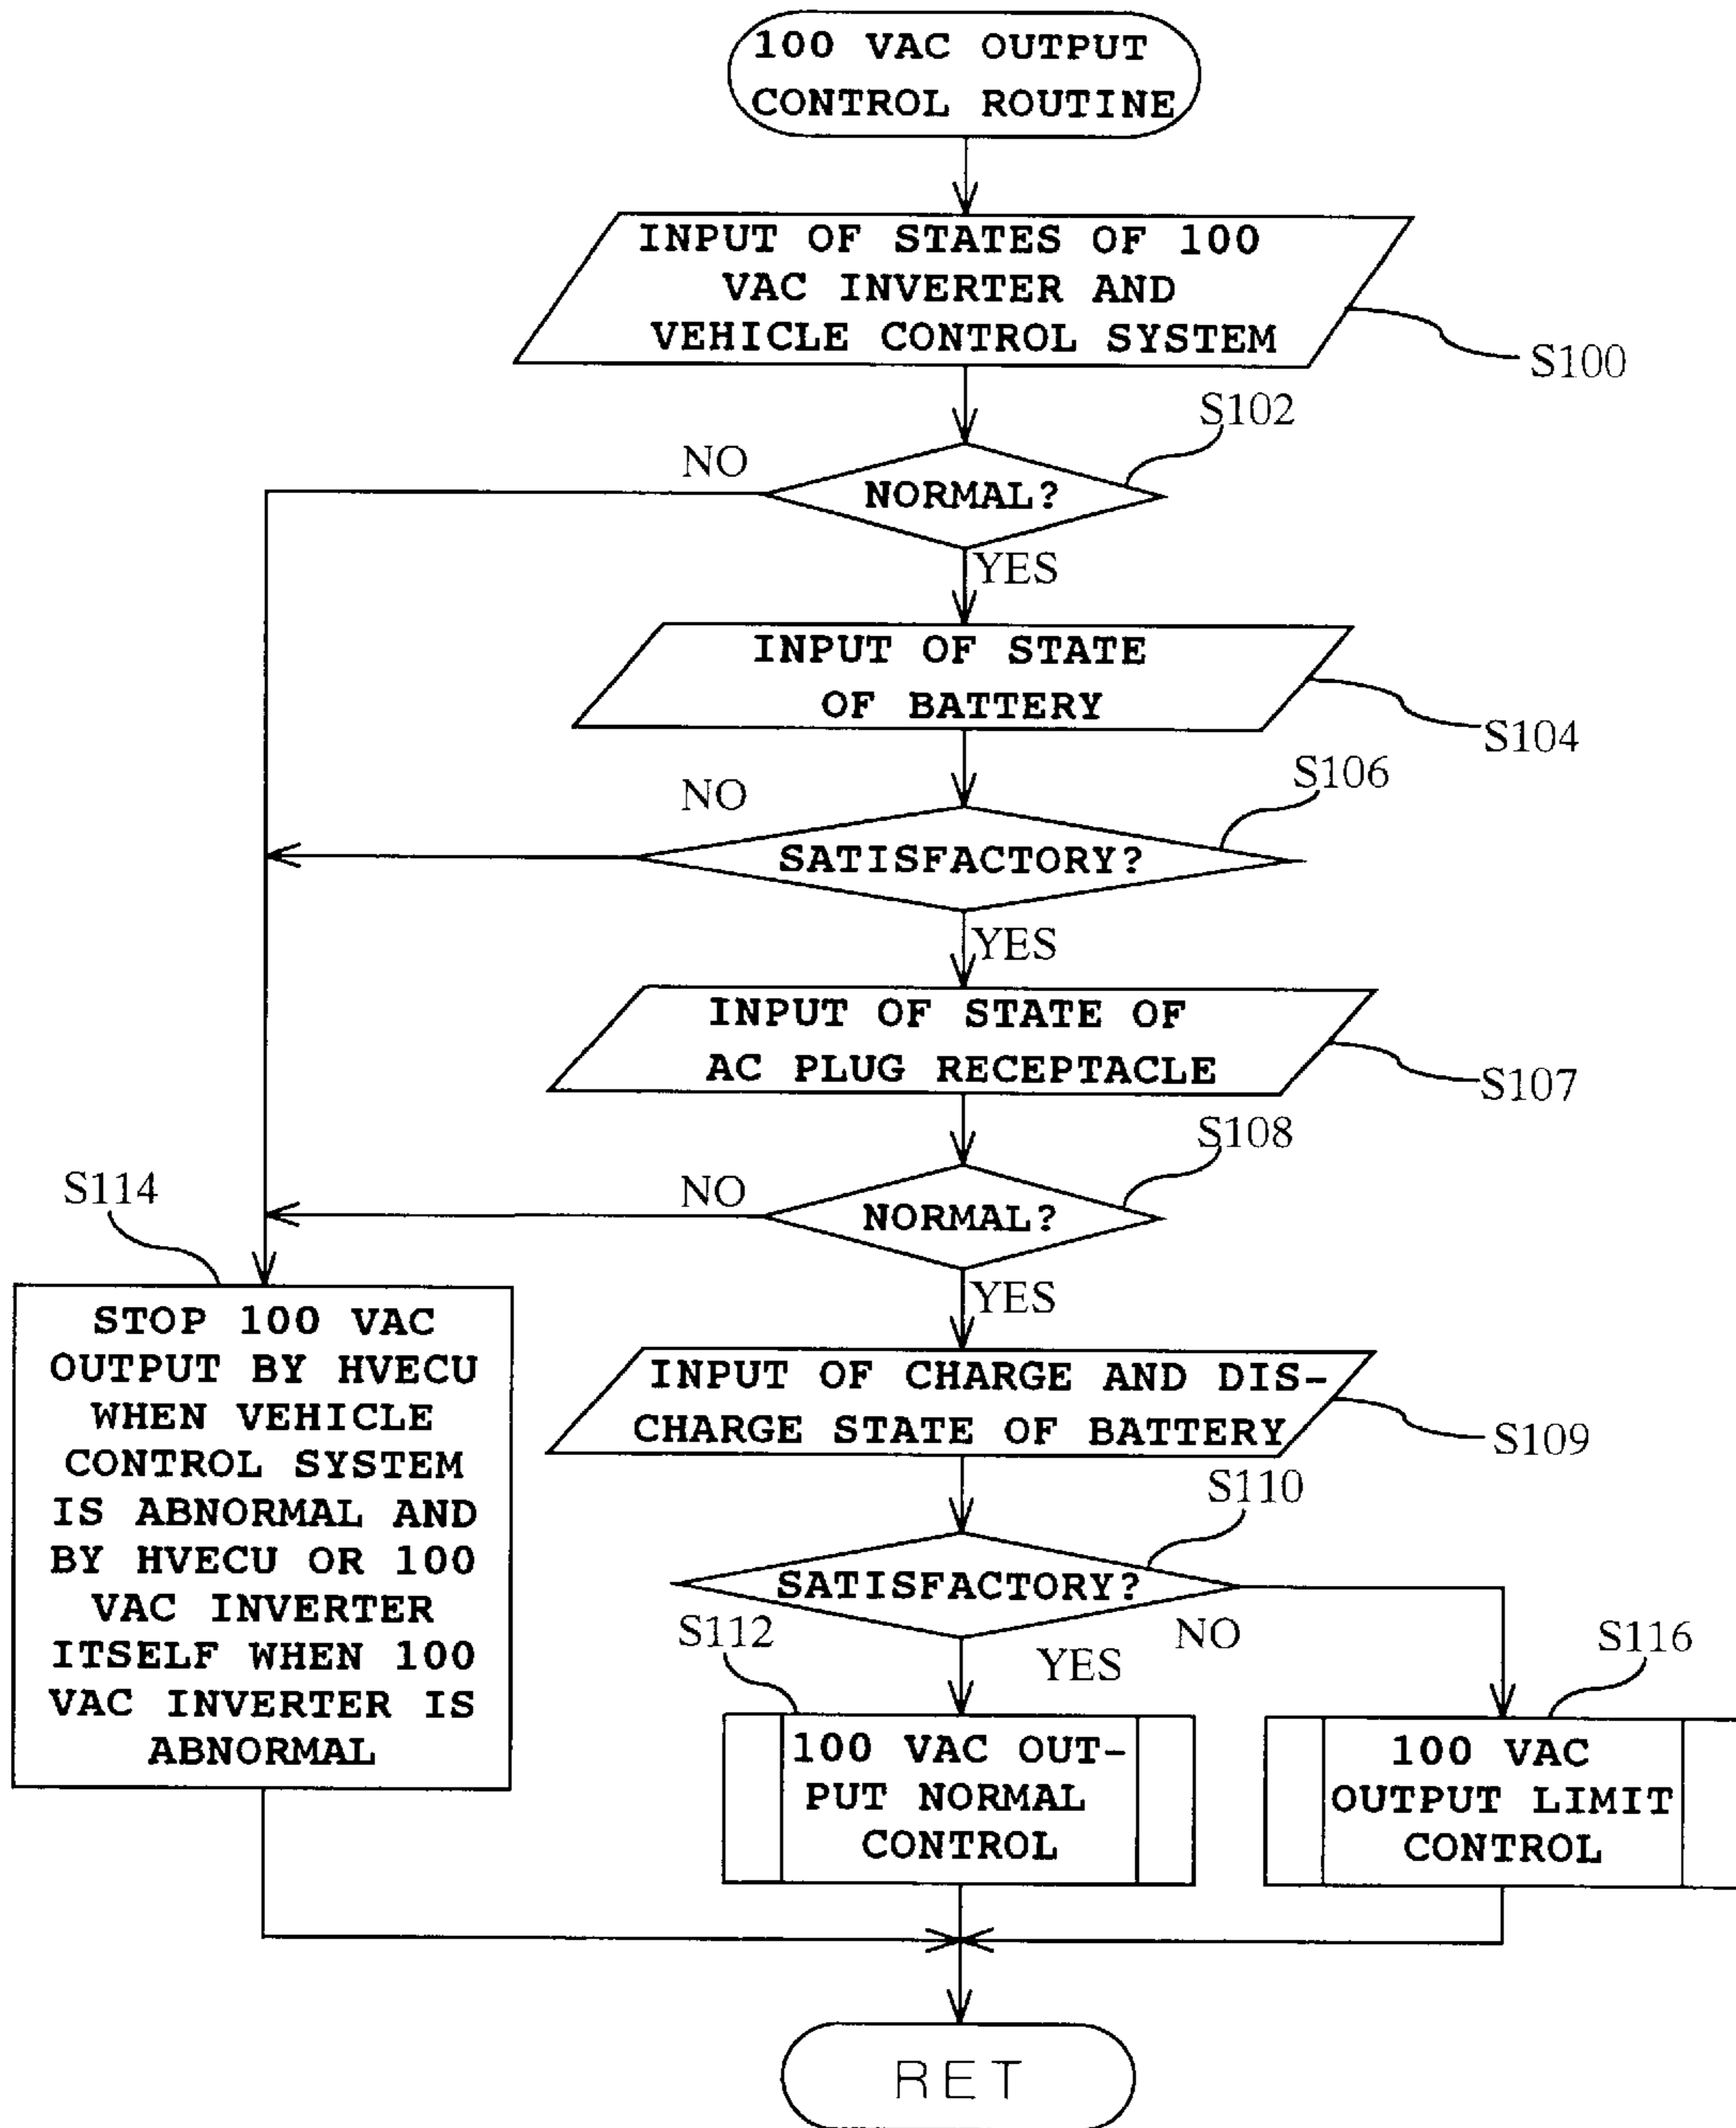 100 VAC OUTPUT
CONTROL ROUTINE
INPUT OF STATES OF 100
VAC INVERTER AND
VEHICLE CONTROL SYSTEM
S100
S102
NO
NORMAL?
YES
INPUT OF STATE
OF BATTERY
S104
S106
NO
SATISFACTORY?
YES
INPUT OF STATE OF
AC PLUG RECEPTACLE
S107
S108
NO
NORMAL?
YES
S114
STOP 100 VAC
OUTPUT BY HVECU
WHEN VEHICLE
CONTROL SYSTEM
IS ABNORMAL AND
BY HVECU OR 100
VAC INVERTER
ITSELF WHEN 100
VAC INVERTER IS
ABNORMAL
INPUT OF CHARGE AND DIS-
CHARGE STATE OF BATTERY
S109
S110
SATISFACTORY?
S112
YES
NO
S116
100 VAC OUT-
PUT NORMAL
CONTROL
100 VAC
OUTPUT LIMIT
CONTROL
RET